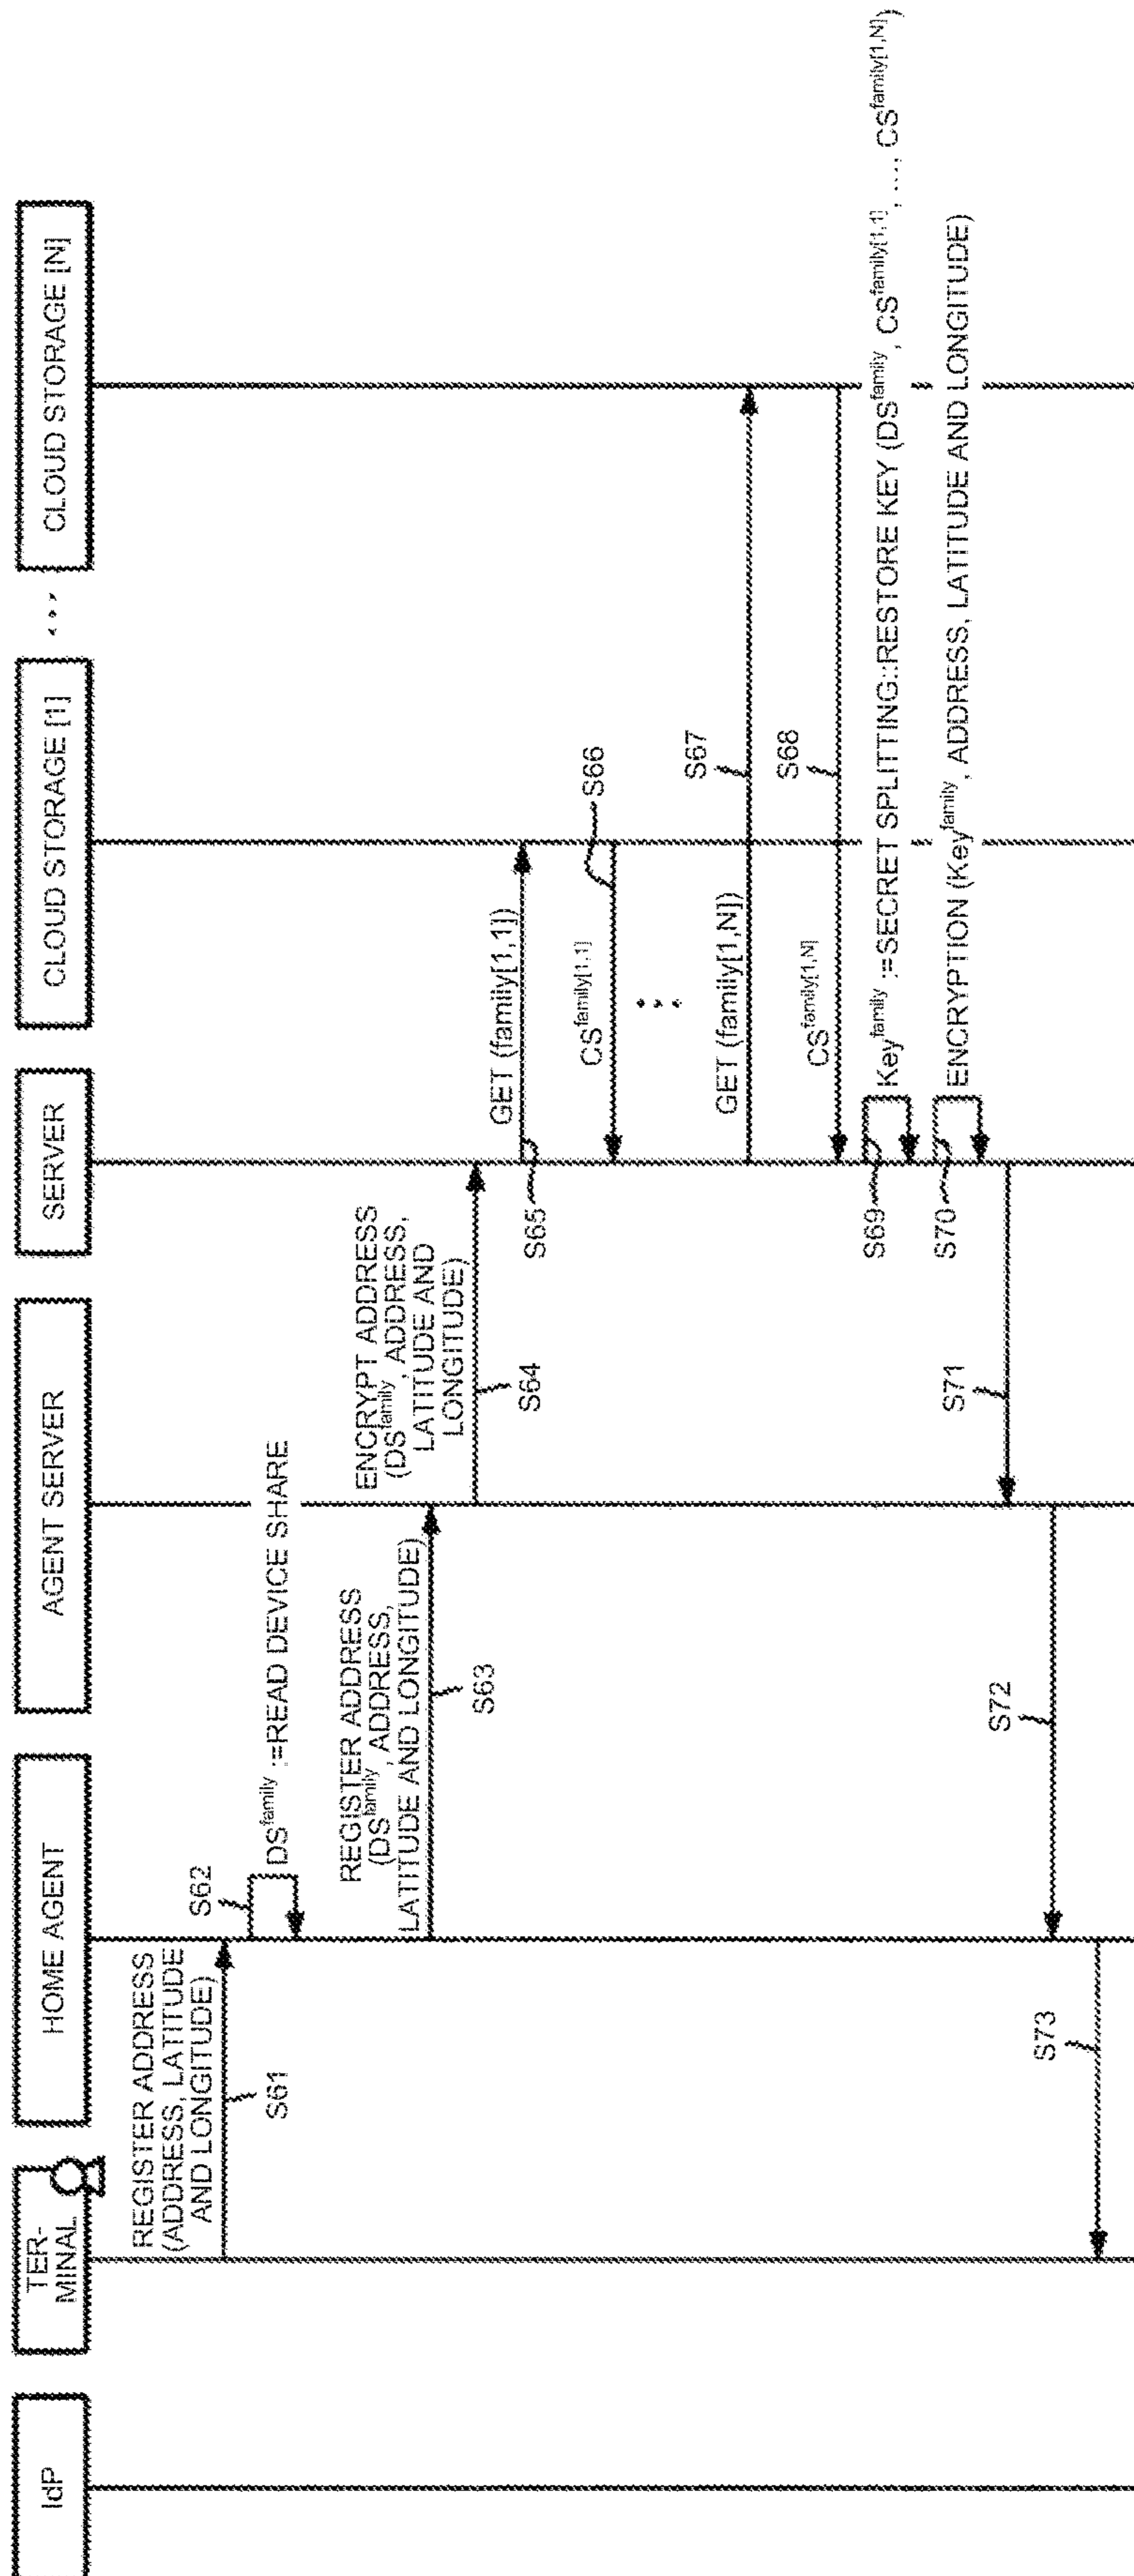 IdP
TER-
MINAL
HOME AGENT
AGENT SERVER
SERVER
CLOUD STORAGE [1]
...
CLOUD STORAGE [N]
REGISTER ADDRESS
(ADDRESS, LATITUDE
AND LONGITUDE)
S61
S62
DS^family :=READ DEVICE SHARE
REGISTER ADDRESS
(DS^family, ADDRESS,
LATITUDE AND LONGITUDE)
S63
ENCRYPT ADDRESS
(DS^family, ADDRESS,
LATITUDE AND
LONGITUDE)
S64
GET (family[1,1])
S65
S66
CS^family[1,1]
...
GET (family[1,N])
S67
S68
CS^family[1,N]
S69
Key^family :=SECRET SPLITTING::RESTORE KEY (DS^family, CS^family[1,1], ..., CS^family[1,N])
S70
ENCRYPTION (Key^family, ADDRESS, LATITUDE AND LONGITUDE)
S71
S72
S73